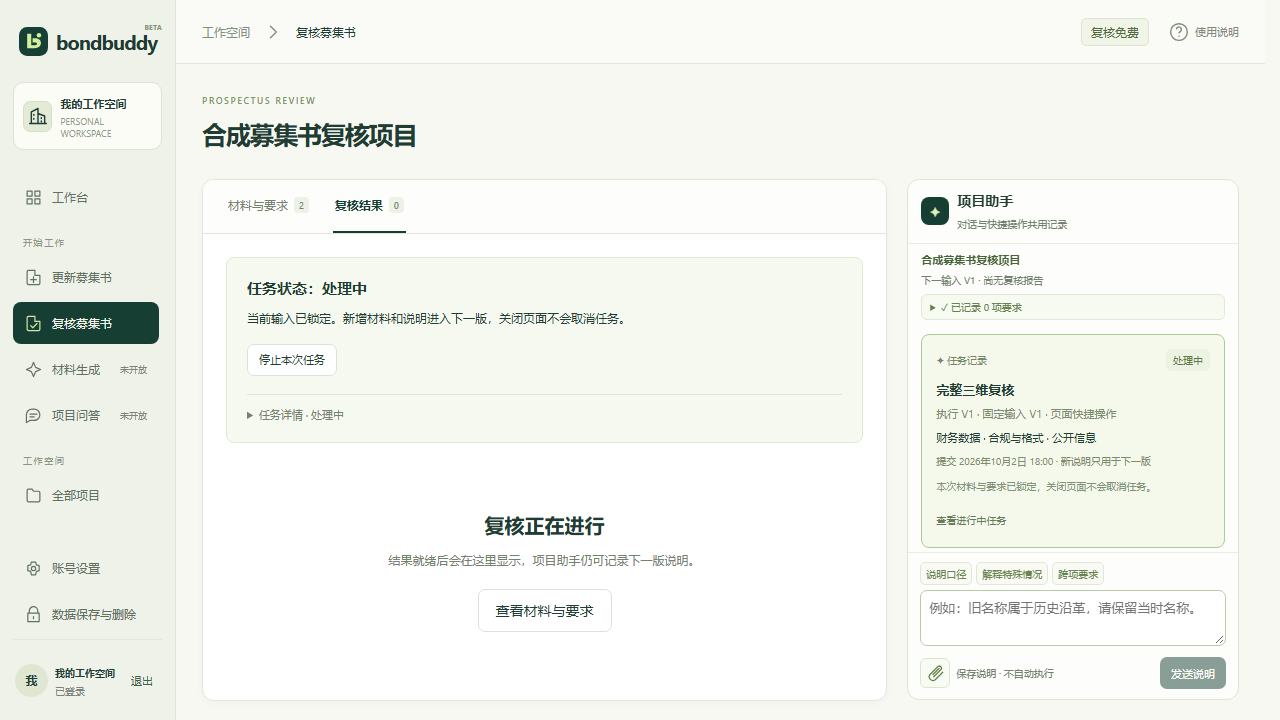 bondbuddy
BETA
我的工作空间
PERSONAL
WORKSPACE
工作台
开始工作
更新募集书
复核募集书
材料生成 未开放
项目问答 未开放
工作空间
全部项目
账号设置
数据保存与删除
我
我的工作空间
已登录
退出
工作空间
复核募集书
复核免费
使用说明
PROSPECTUS REVIEW
合成募集书复核项目
材料与要求 2
复核结果 0
任务状态：处理中
当前输入已锁定。新增材料和说明进入下一版，关闭页面不会取消任务。
停止本次任务
任务详情 · 处理中
复核正在进行
结果就绪后会在这里显示，项目助手仍可记录下一版说明。
查看材料与要求
项目助手
对话与快捷操作共用记录
合成募集书复核项目
下一输入 V1 · 尚无复核报告
✓ 已记录 0 项要求
✦ 任务记录
处理中
完整三维复核
执行 V1 · 固定输入 V1 · 页面快捷操作
财务数据 · 合规与格式 · 公开信息
提交 2026年10月2日 18:00 · 新说明只用于下一版
本次材料与要求已锁定，关闭页面不会取消任务。
查看进行中任务
说明口径
解释特殊情况
跨项要求
例如：旧名称属于历史沿革，请保留当时名称。
保存说明 · 不自动执行
发送说明